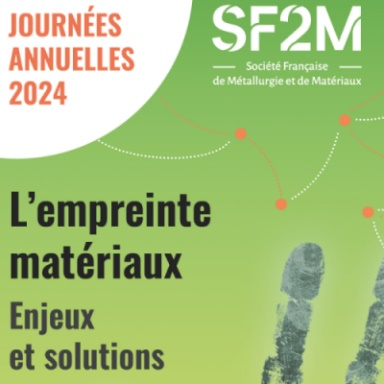 JOURNÉES
ANNUELLES
2024
SF2M
Société Française
de Métallurgie et de Matériaux
L'empreinte
matériaux
Enjeux
et solutions